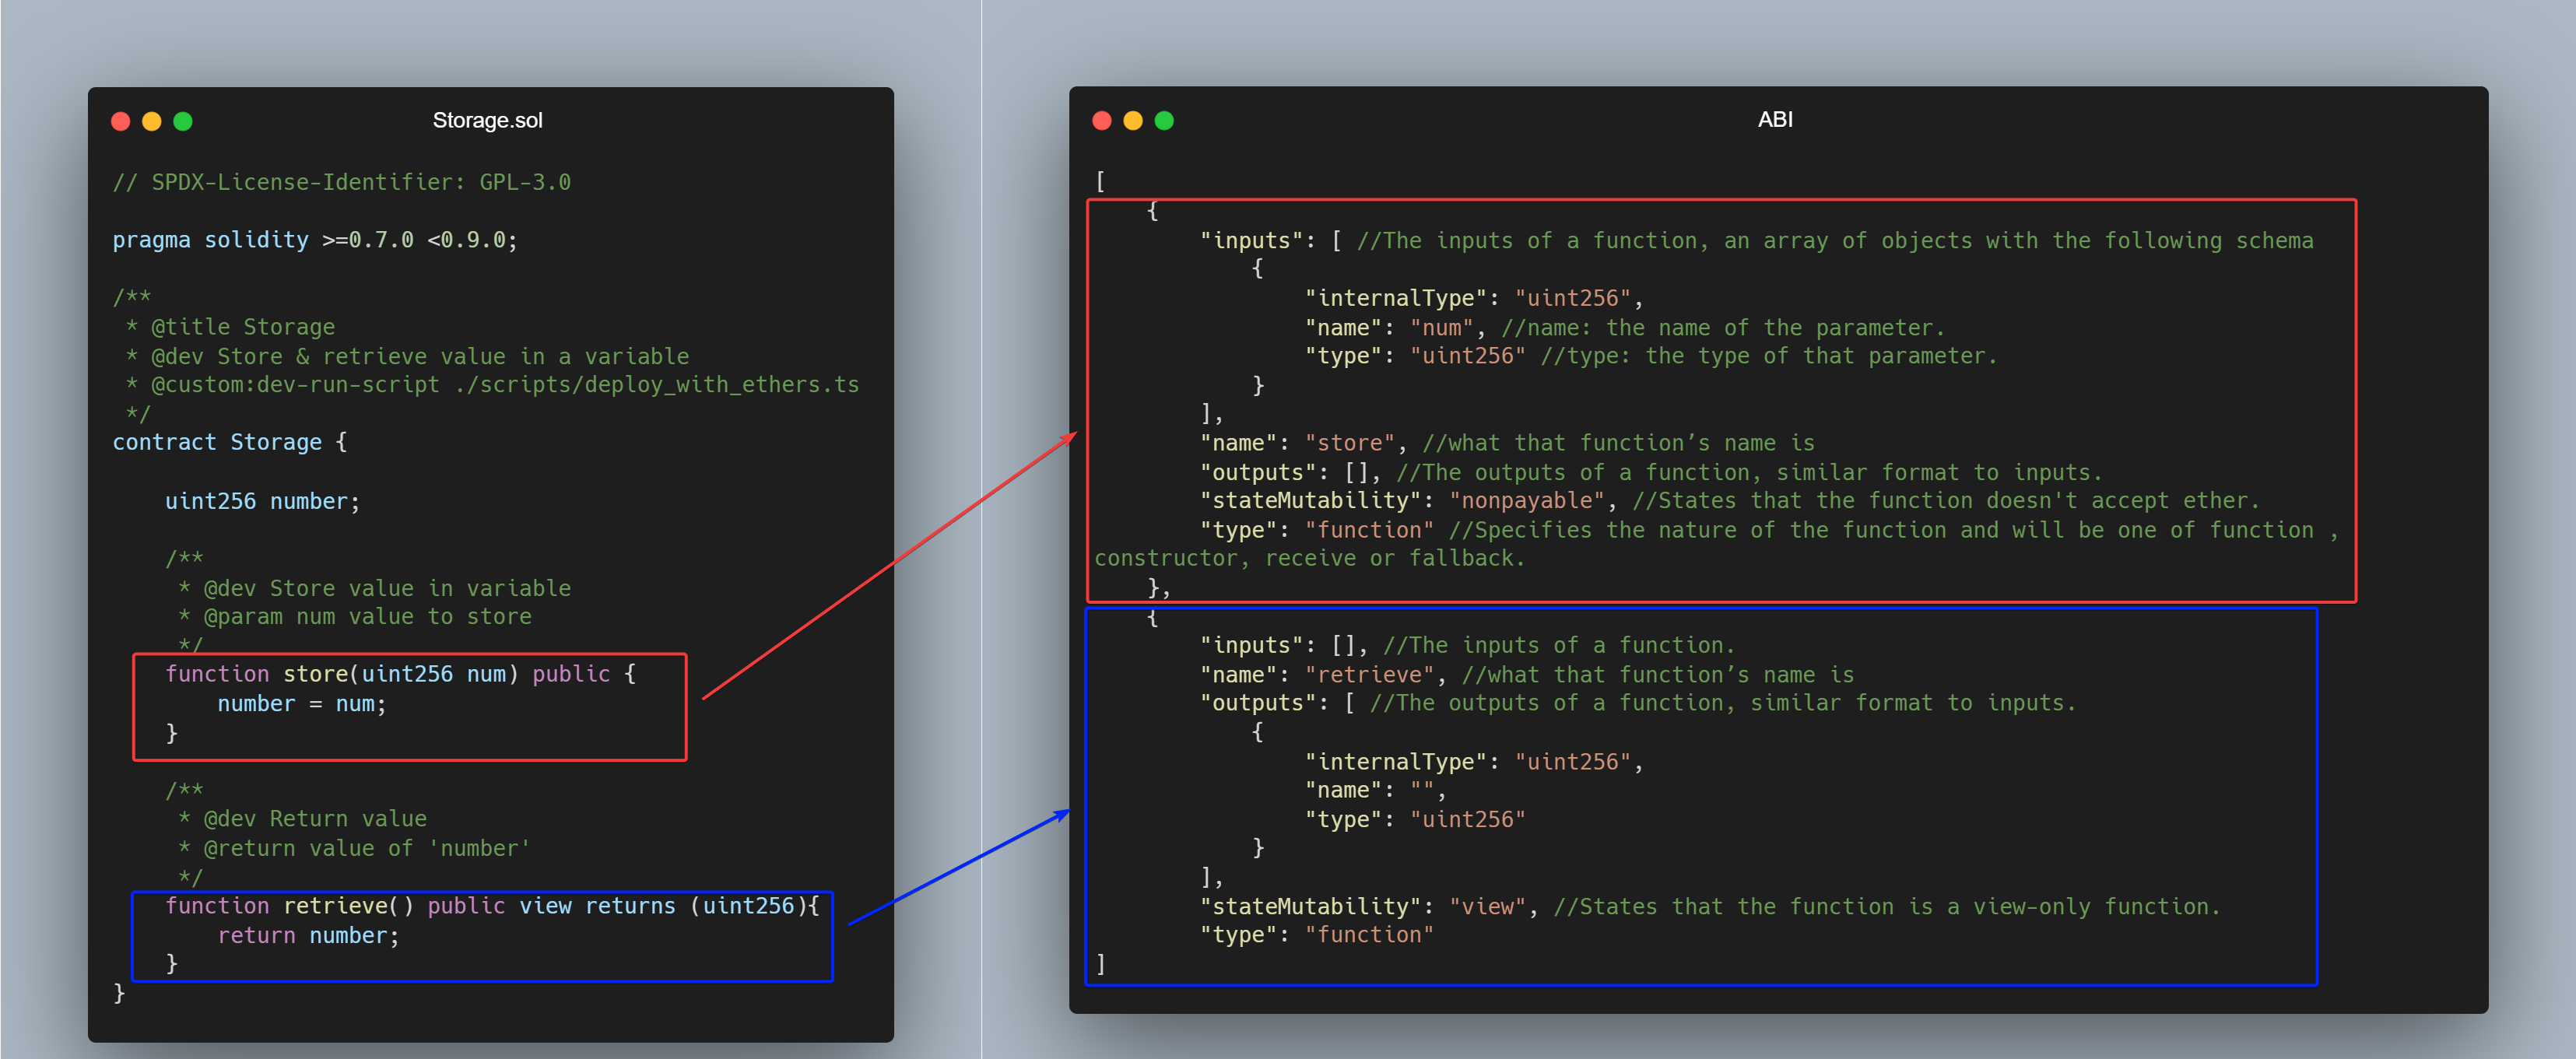 Storage.sol
// SPDX-License-Identifier: GPL-3.0
pragma solidity >=0.7.0 <0.9.0;
/**
 * @title Storage
 * @dev Store & retrieve value in a variable
 * @custom:dev-run-script ./scripts/deploy_with_ethers.ts
 */
contract Storage {
    uint256 number;
    /**
     * @dev Store value in variable
     * @param num value to store
     */
    function store(uint256 num) public {
        number = num;
    }
    /**
     * @dev Return value
     * @return value of 'number'
     */
    function retrieve() public view returns (uint256){
        return number;
    }
}
ABI
[
    {
        "inputs": [ //The inputs of a function, an array of objects with the following schema
            {
                "internalType": "uint256",
                "name": "num", //name: the name of the parameter.
                "type": "uint256" //type: the type of that parameter.
            }
        ],
        "name": "store", //what that function’s name is
        "outputs": [], //The outputs of a function, similar format to inputs.
        "stateMutability": "nonpayable", //States that the function doesn't accept ether.
        "type": "function" //Specifies the nature of the function and will be one of function ,
constructor, receive or fallback.
    },
    {
        "inputs": [], //The inputs of a function.
        "name": "retrieve", //what that function’s name is
        "outputs": [ //The outputs of a function, similar format to inputs.
            {
                "internalType": "uint256",
                "name": "",
                "type": "uint256"
            }
        ],
        "stateMutability": "view", //States that the function is a view-only function.
        "type": "function"
]